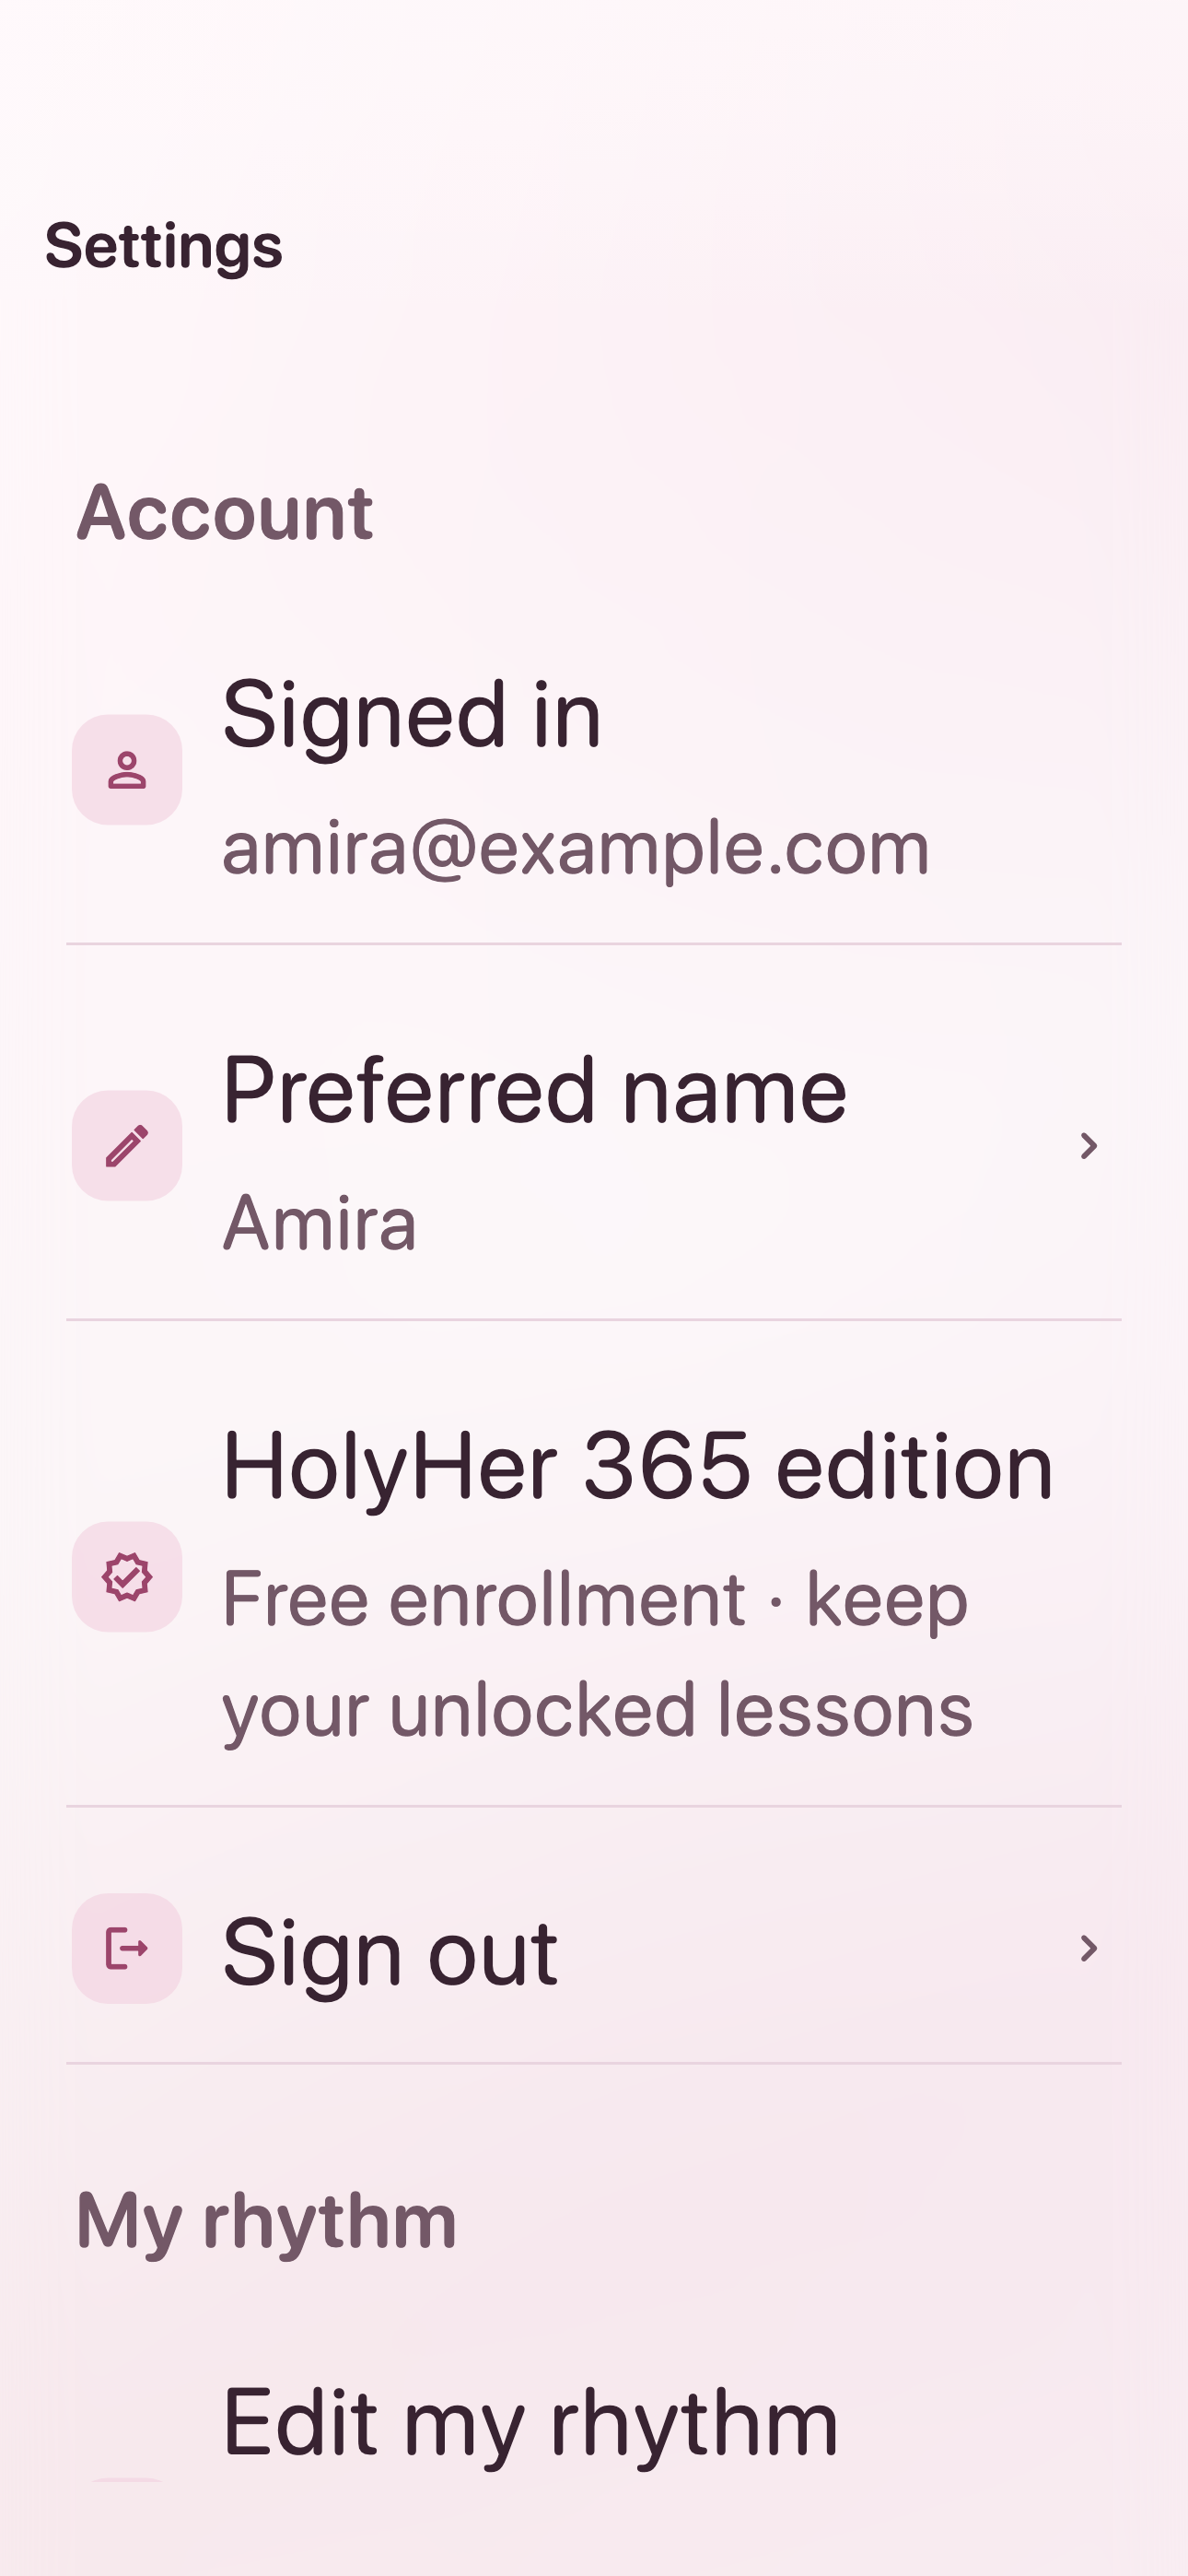 Settings
Account
Signed in
amira@example.com
Preferred name
Amira
HolyHer 365 edition
Free enrollment · keep
your unlocked lessons
Sign out
My rhythm
Edit my rhythm